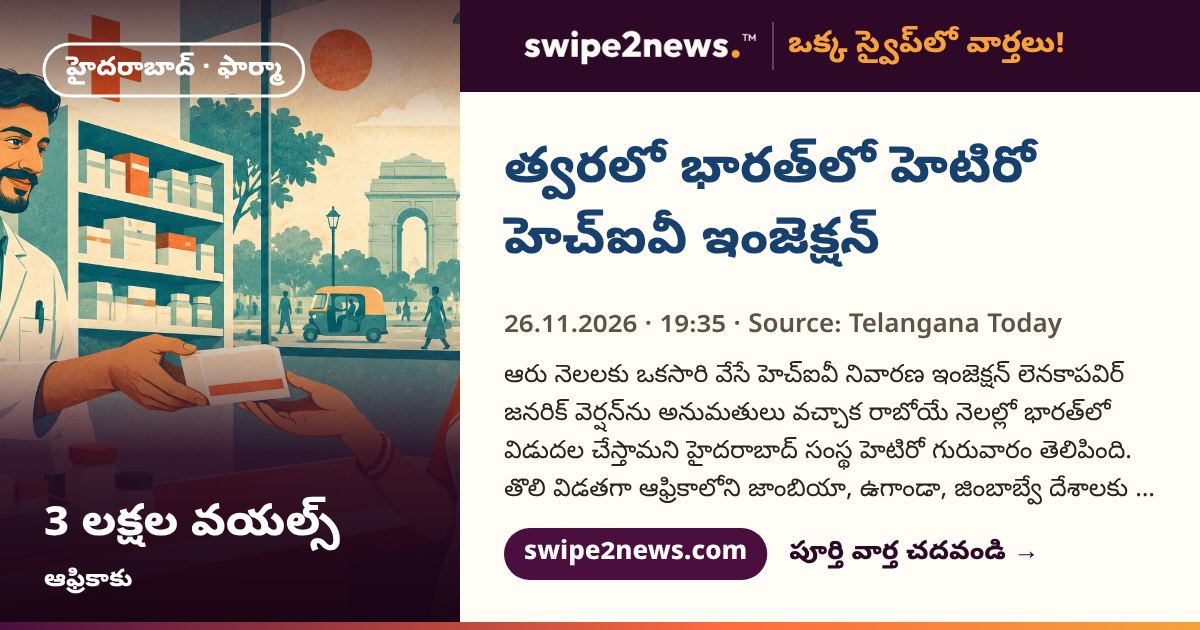 హైదరాబాద్ · ఫార్మా
3 లక్షల వయల్స్
ఆఫ్రికాకు
swipe2news.™
ఒక్క స్వైప్‌లో వార్తలు!
త్వరలో భారత్‌లో హెటిరో
హెచ్ఐవీ ఇంజెక్షన్
26.11.2026 · 19:35 · Source: Telangana Today
ఆరు నెలలకు ఒకసారి వేసే హెచ్ఐవీ నివారణ ఇంజెక్షన్ లెనకాపవిర్
జనరిక్ వెర్షన్‌ను అనుమతులు వచ్చాక రాబోయే నెలల్లో భారత్‌లో
విడుదల చేస్తామని హైదరాబాద్ సంస్థ హెటిరో గురువారం తెలిపింది.
తొలి విడతగా ఆఫ్రికాలోని జాంబియా, ఉగాండా, జింబాబ్వే దేశాలకు ...
swipe2news.com
పూర్తి వార్త చదవండి →